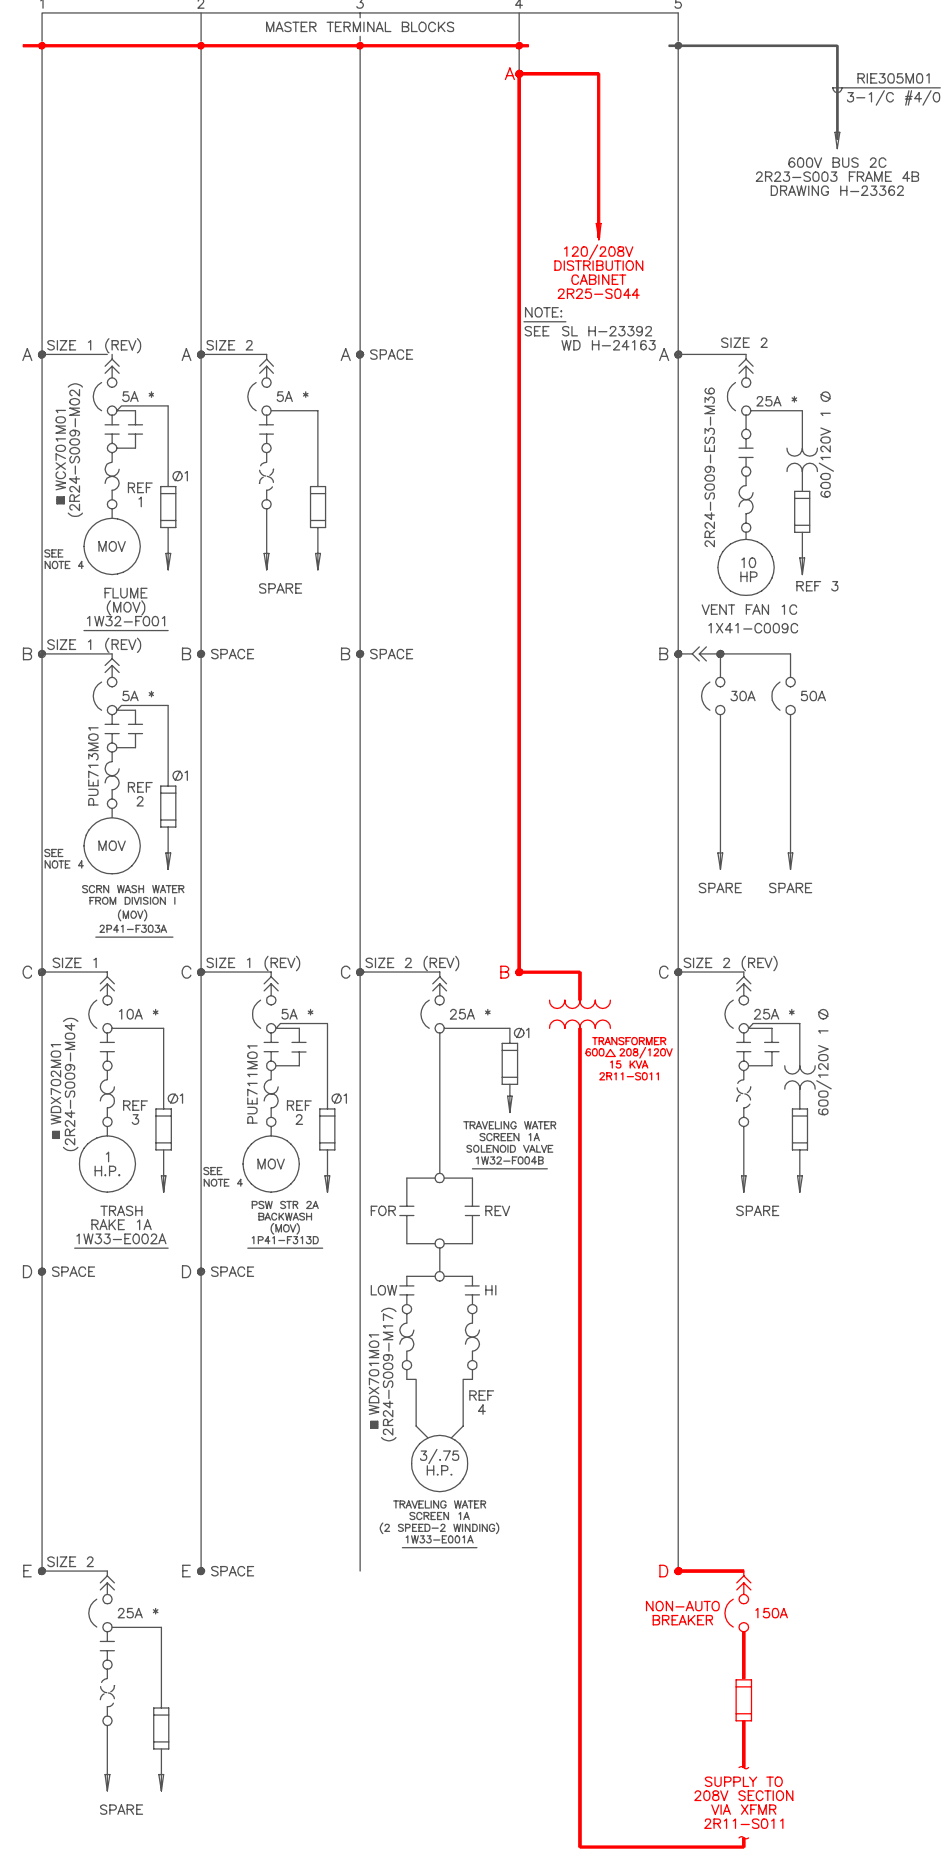 1 2 3 4 5
MASTER TERMINAL BLOCKS
A
RIE305M01
3-1/C #4/0
600V BUS 2C
2R23-S003 FRAME 4B
DRAWING H-23362
120/208V
DISTRIBUTION
CABINET
2R25-S044
NOTE:
SEE SL H-23392
WD H-24163
A SIZE 1 (REV)
5A *
■ WCX701M01
(2R24-S009-M02)
REF
1
Ø1
MOV
SEE
NOTE 4
FLUME
(MOV)
1W32-F001
A SIZE 2
5A *
SPARE
A SPACE
A SIZE 2
25A *
2R24-S009-ES3-M36
600/120V 1 Ø
10
HP
REF 3
VENT FAN 1C
1X41-C009C
B SIZE 1 (REV)
5A *
PUE713M01
REF
2
Ø1
MOV
SEE
NOTE 4
SCRN WASH WATER
FROM DIVISION I
(MOV)
2P41-F303A
B SPACE
B SPACE
B
30A 50A
SPARE SPARE
C SIZE 1
10A *
■ WDX702M01
(2R24-S009-M04)
REF
3
Ø1
1
H.P.
TRASH
RAKE 1A
1W33-E002A
C SIZE 1 (REV)
5A *
PUE711M01
REF
2
Ø1
MOV
SEE
NOTE 4
PSW STR 2A
BACKWASH
(MOV)
1P41-F313D
C SIZE 2 (REV)
25A *
Ø1
TRAVELING WATER
SCREEN 1A
SOLENOID VALVE
1W32-F004B
FOR REV
LOW HI
■ WDX701M01
(2R24-S009-M17)
REF
4
3/.75
H.P.
TRAVELING WATER
SCREEN 1A
(2 SPEED-2 WINDING)
1W33-E001A
B
TRANSFORMER
600△ 208/120V
15 KVA
2R11-S011
C SIZE 2 (REV)
25A *
600/120V 1 Ø
SPARE
D SPACE
D SPACE
E SIZE 2
25A *
SPARE
E SPACE
D
NON-AUTO
BREAKER
150A
SUPPLY TO
208V SECTION
VIA XFMR
2R11-S011